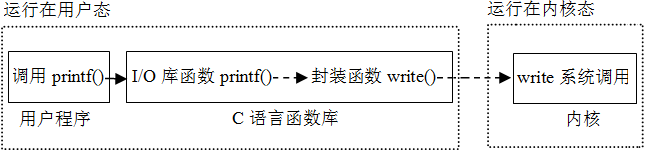 运行在用户态
运行在内核态
调用 printf()
I/O 库函数 printf()
封装函数 write()
write 系统调用
用户程序
C 语言函数库
内核